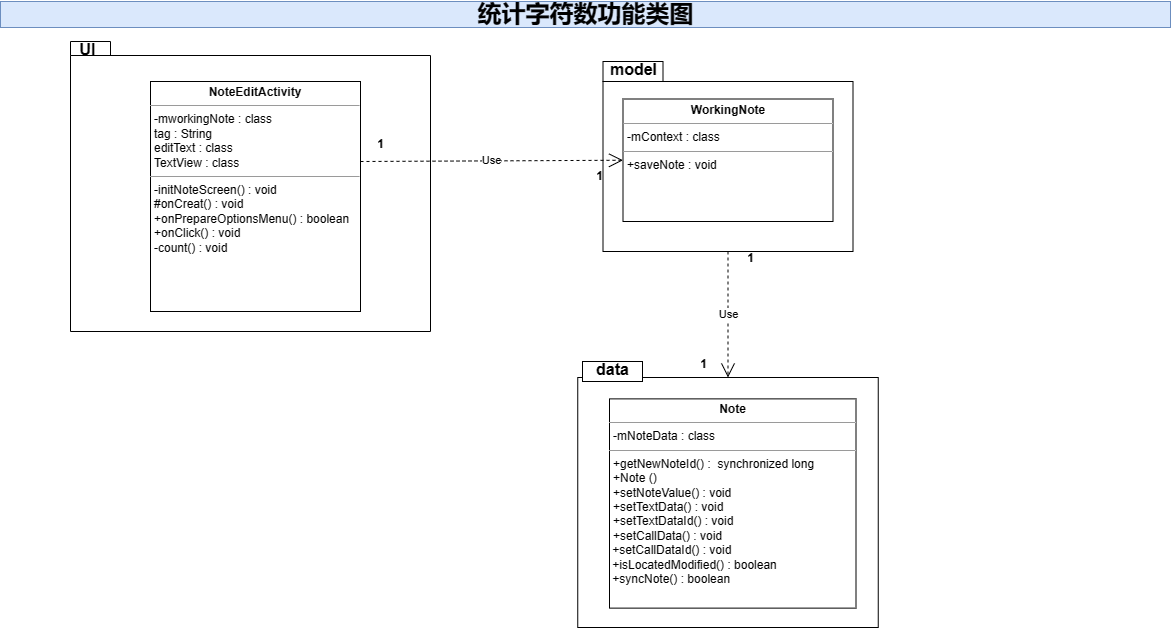 统计字符数功能类图
UI
NoteEditActivity
-mworkingNote : class
tag : String
editText : class
TextView : class
-initNoteScreen() : void
#onCreat() : void
+onPrepareOptionsMenu() : boolean
+onClick() : void
-count() : void
1
Use
1
model
WorkingNote
-mContext : class
+saveNote : void
1
Use
1
data
Note
-mNoteData : class
+getNewNoteId() :  synchronized long
+Note ()
+setNoteValue() : void
+setTextData() : void
+setTextDataId() : void
+setCallData() : void
+setCallDataId() : void
+isLocatedModified() : boolean
+syncNote() : boolean